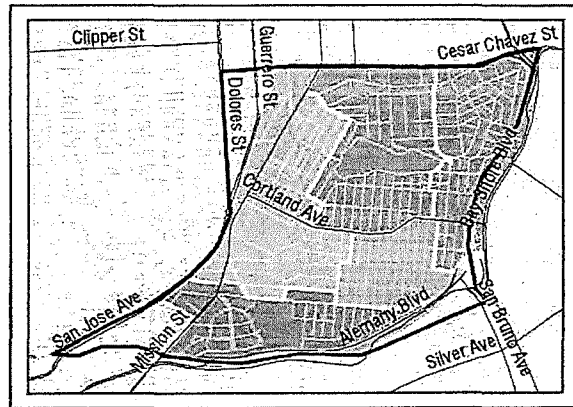 Clipper St
Cesar Chavez St
Guerrero St.
Dolores St
Bayshore Blvd
Cortland Ave
San Jose Ave
Mission St
Alemany Blvd
San Bruno Ave
Silver Ave